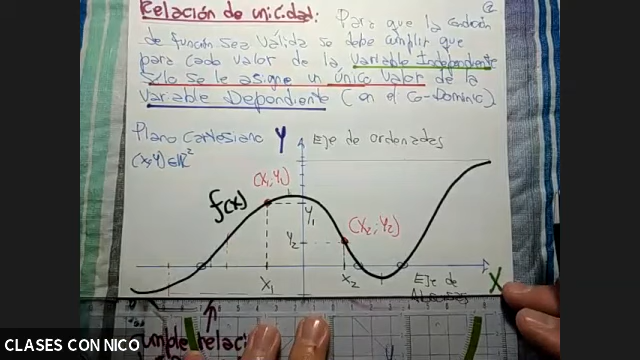 Relación de unicidad: Para que la condición
de función sea válida se debe cumplir que
para cada valor de la Variable Independiente
sólo se le asigne un único valor de la
Variable Dependiente (en el Co-Dominio).
Plano Cartesiano Y Eje de ordenadas
(x,y) ∈ ℝ²
(X₁;Y₁)
f(x)
Y₁
(X₂;Y₂)
Y₂
X₁ X₂ Eje de X
Abscisas
CLASES CON NICO